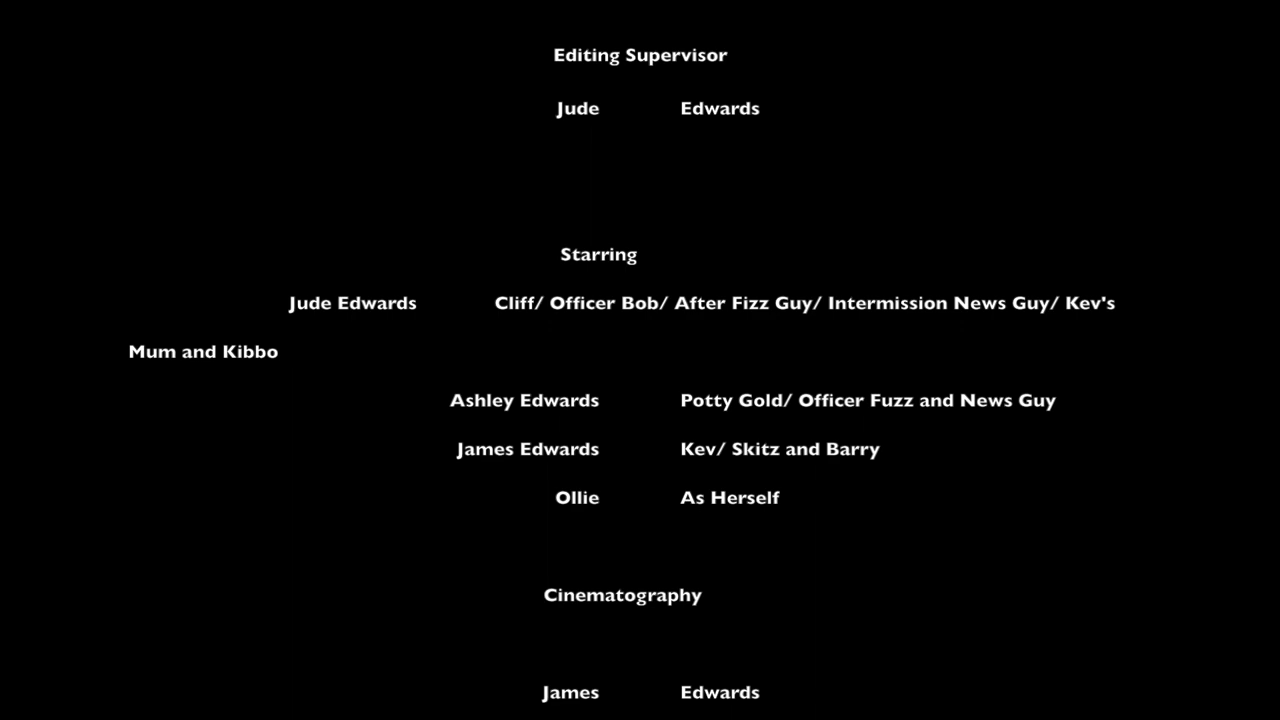 Editing Supervisor
Jude Edwards
Starring
Jude Edwards Cliff/ Officer Bob/ After Fizz Guy/ Intermission News Guy/ Kev's
Mum and Kibbo
Ashley Edwards Potty Gold/ Officer Fuzz and News Guy
James Edwards Kev/ Skitz and Barry
Ollie As Herself
Cinematography
James Edwards